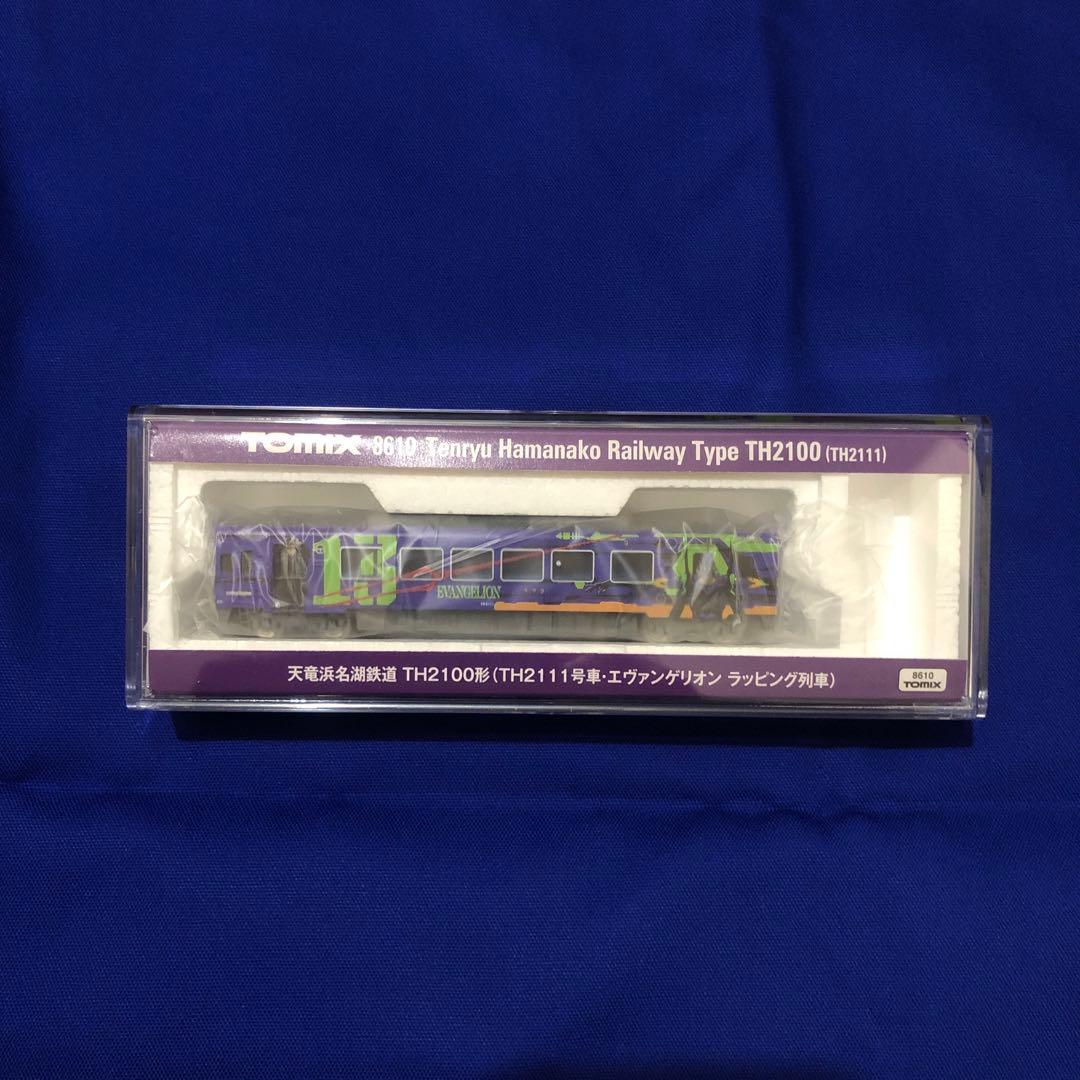 TOMIX 8610 Tenryu Hamanako Railway Type TH2100 (TH2111)
13
EVANGELION
天竜浜名湖鉄道 TH2100形(TH2111号車・エヴァンゲリオン ラッピング列車)
8610
TOMIX